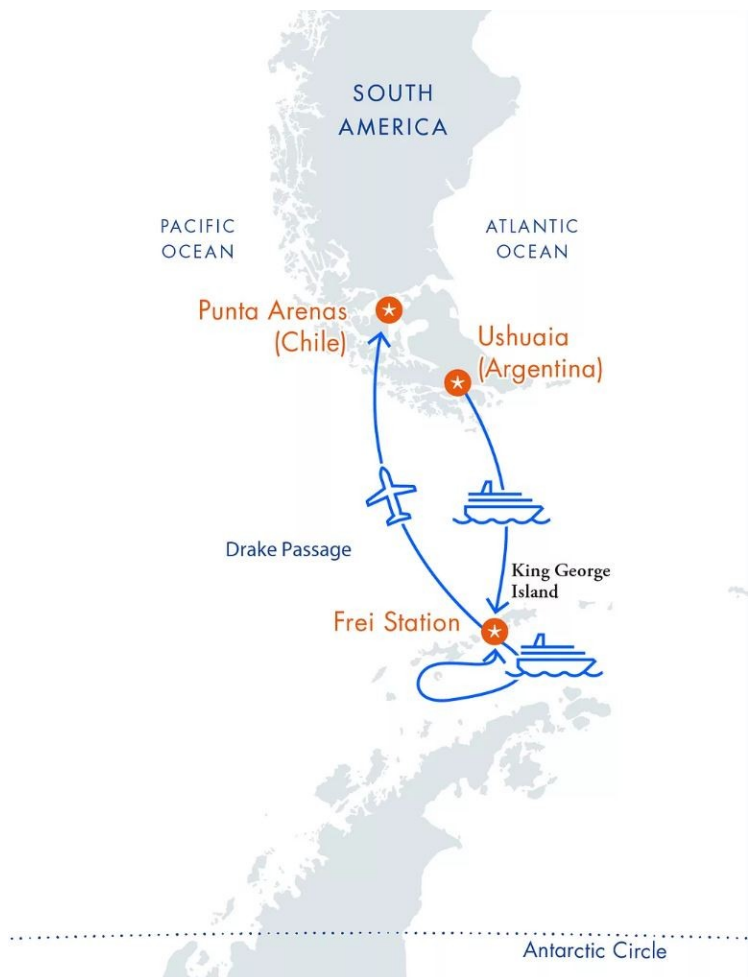 SOUTH
AMERICA
PACIFIC
OCEAN
ATLANTIC
OCEAN
Punta Arenas
(Chile)
Ushuaia
(Argentina)
Drake Passage
King George
Island
Frei Station
Antarctic Circle